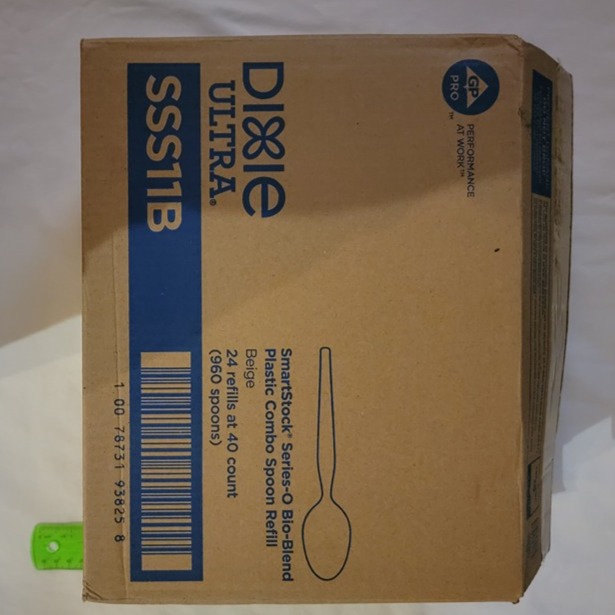 GP
PRO™
PERFORMANCE
AT WORK™
DIXIE
ULTRA®
SSS11B
SmartStock® Series-O Bio-Blend
Plastic Combo Spoon Refill
Beige
24 refills at 40 count
(960 spoons)
1 00 78731 93825 8